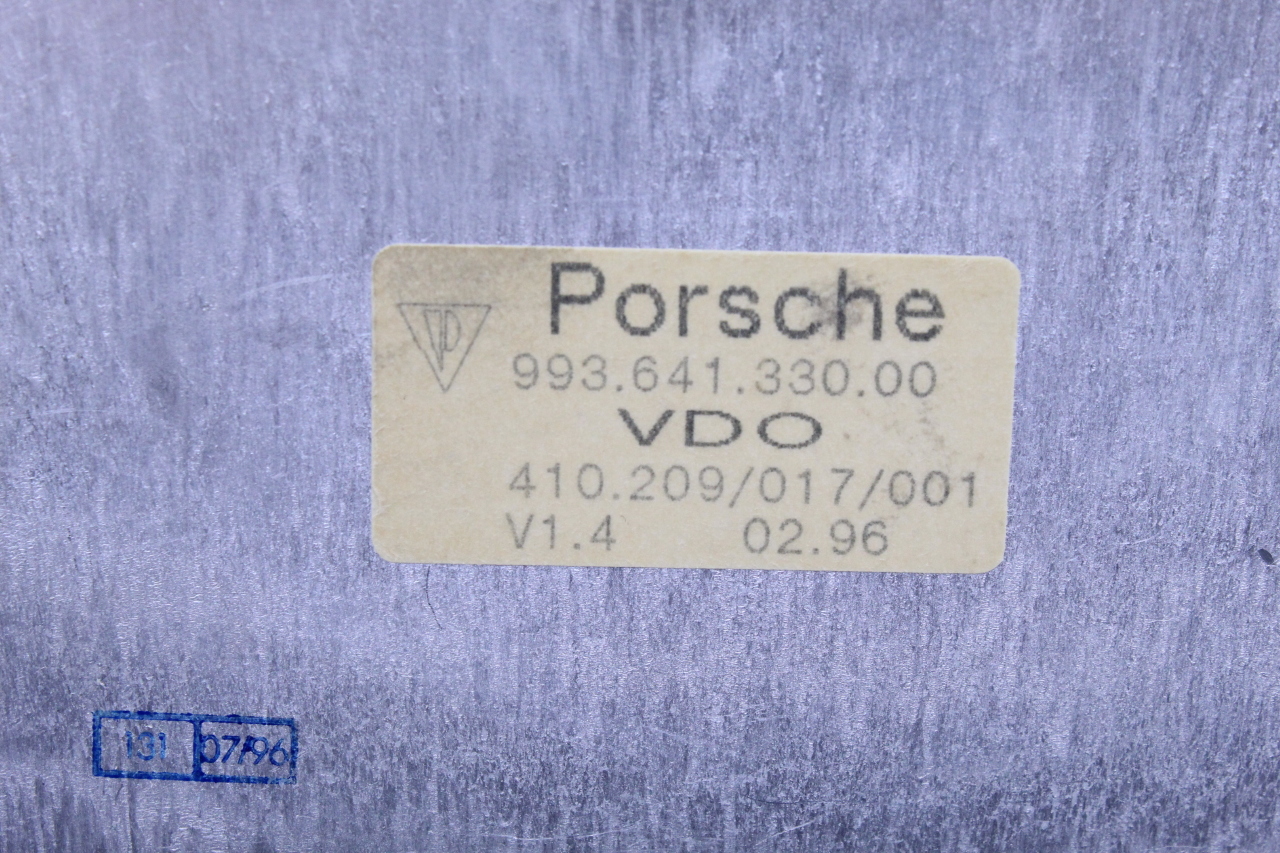 Porsche
993.641.330.00
VDO
410.209/017/001
V1.4 02.96
131 07/96